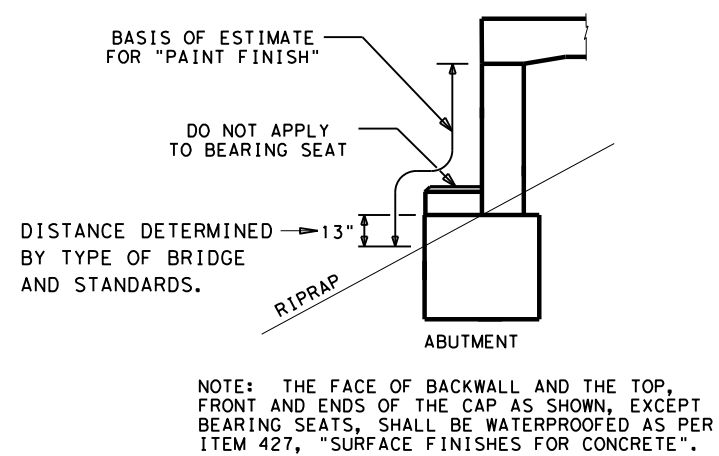 BASIS OF ESTIMATE
FOR "PAINT FINISH"
DO NOT APPLY
TO BEARING SEAT
DISTANCE DETERMINED
BY TYPE OF BRIDGE
AND STANDARDS.
13"
RIPRAP
ABUTMENT
NOTE: THE FACE OF BACKWALL AND THE TOP,
FRONT AND ENDS OF THE CAP AS SHOWN, EXCEPT
BEARING SEATS, SHALL BE WATERPROOFED AS PER
ITEM 427, "SURFACE FINISHES FOR CONCRETE".